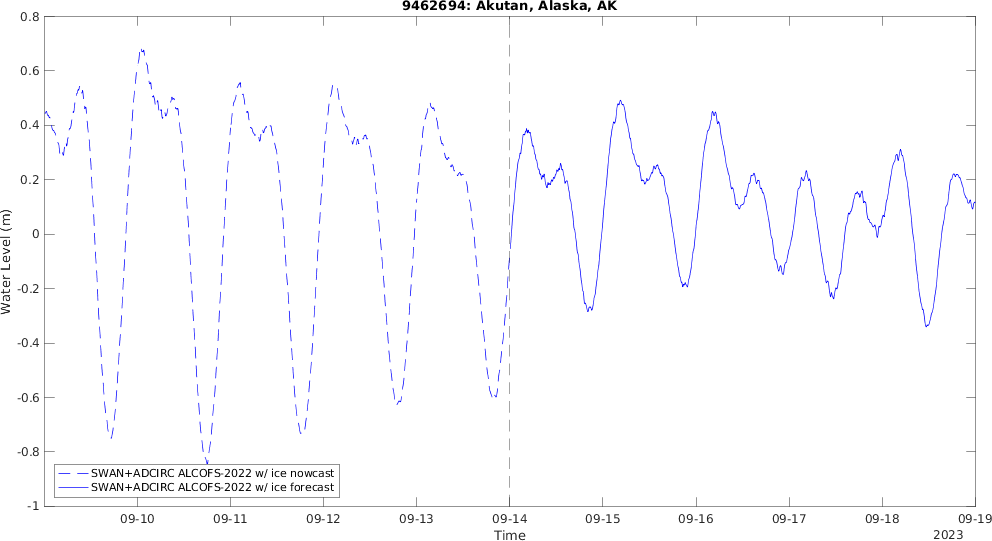 9462694: Akutan, Alaska, AK
Water Level (m)
0.8
0.6
0.4
0.2
0
-0.2
-0.4
-0.6
-0.8
-1
SWAN+ADCIRC ALCOFS-2022 w/ ice nowcast
SWAN+ADCIRC ALCOFS-2022 w/ ice forecast
09-10 09-11 09-12 09-13 09-14 09-15 09-16 09-17 09-18 09-19
Time
2023